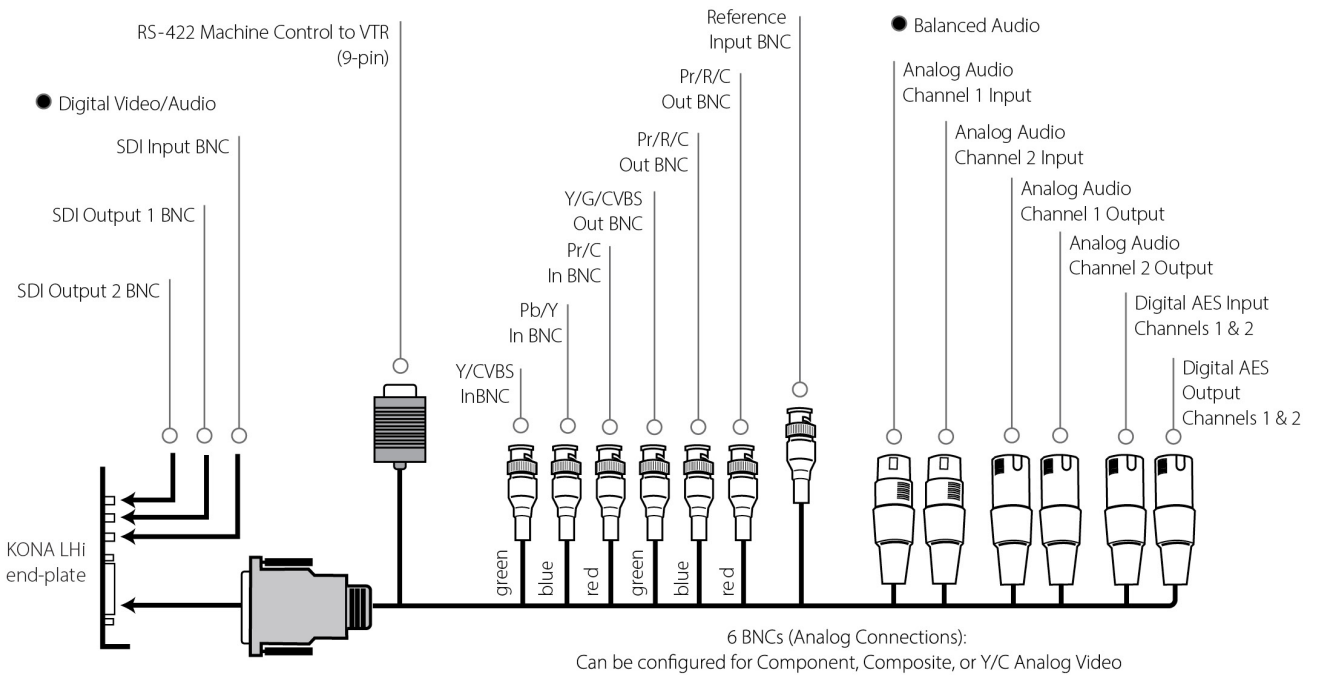 RS-422 Machine Control to VTR
(9-pin)
Reference
Input BNC
Balanced Audio
Digital Video/Audio
SDI Input BNC
SDI Output 1 BNC
SDI Output 2 BNC
Pr/R/C
Out BNC
Pr/R/C
Out BNC
Y/G/CVBS
Out BNC
Pr/C
In BNC
Pb/Y
In BNC
Y/CVBS
InBNC
Analog Audio
Channel 1 Input
Analog Audio
Channel 2 Input
Analog Audio
Channel 1 Output
Analog Audio
Channel 2 Output
Digital AES Input
Channels 1 & 2
Digital AES
Output
Channels 1 & 2
KONA LHi
end-plate
green
blue
red
green
blue
red
6 BNCs (Analog Connections):
Can be configured for Component, Composite, or Y/C Analog Video